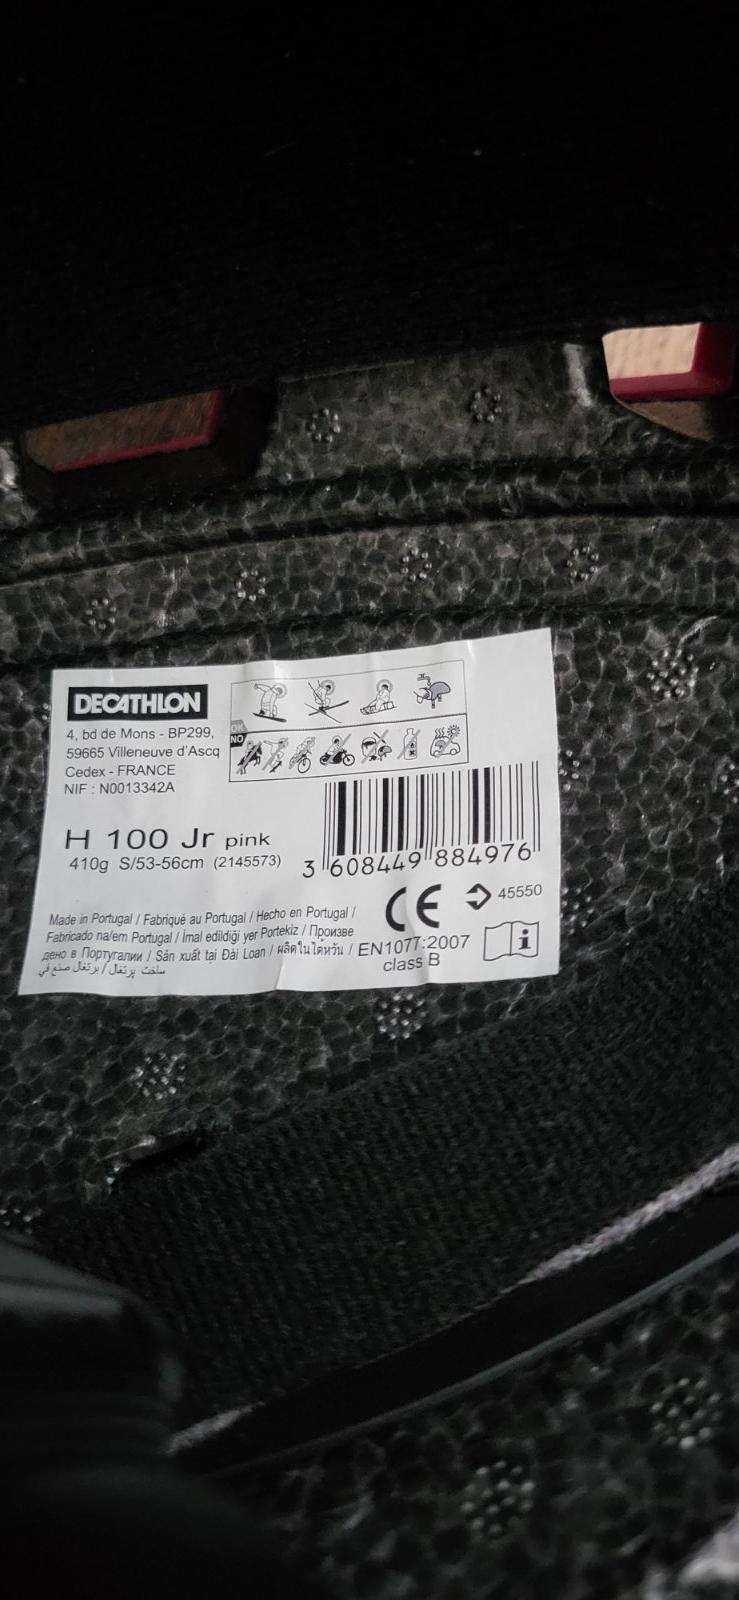 DECATHLON
4, bd de Mons - BP299,
59665 Villeneuve d'Ascq
Cedex - FRANCE
NIF : N0013342A
OK
NO
H 100 Jr pink
410g S/53-56cm (2145573)
3 608449 884976
CE 45550
Made in Portugal / Fabriqué au Portugal / Hecho en Portugal /
Fabricado na/em Portugal / İmal edildiği yer Portekiz / Произве
дено в Португалии / Sản xuất tại Đài Loan / ผลิตในไต้หวัน / EN1077:2007
class B
ساخت پرتغال / برتغال صنع في